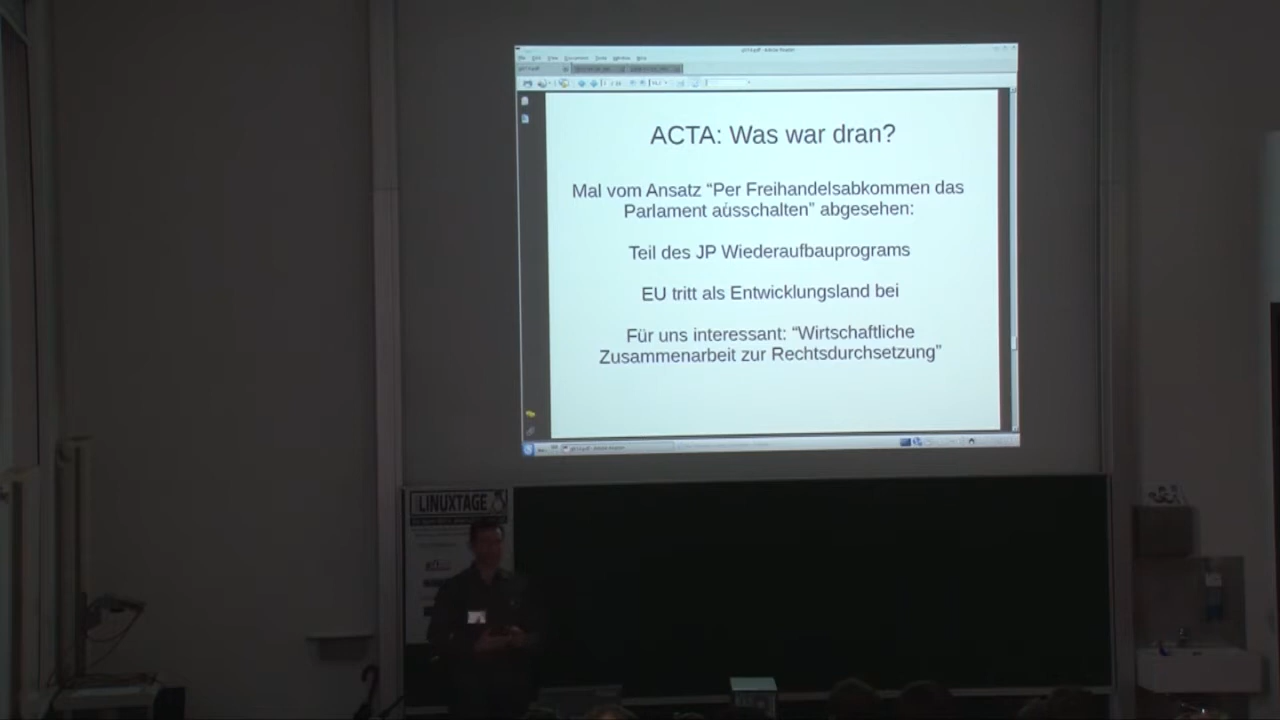 ACTA: Was war dran?
Mal vom Ansatz “Per Freihandelsabkommen das
Parlament ausschalten” abgesehen:
Teil des JP Wiederaufbauprograms
EU tritt als Entwicklungsland bei
Für uns interessant: “Wirtschaftliche
Zusammenarbeit zur Rechtsdurchsetzung”
LINUXTAGE